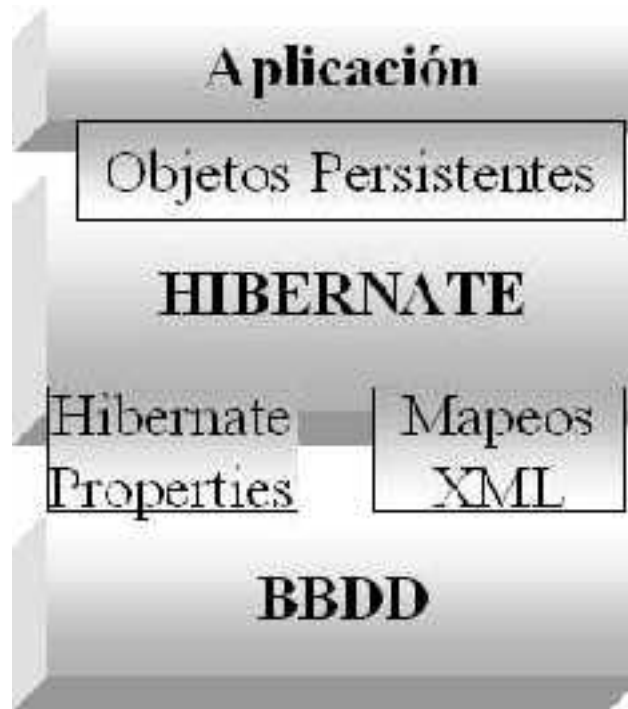 Aplicación
Objetos Persistentes
HIBERNATE
Hibernate
Properties
Mapeos
XML
BBDD